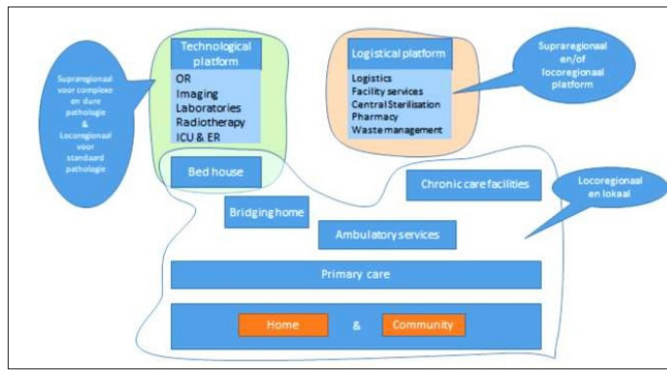 Technological
platform
OR
Imaging
Laboratories
Radiotherapy
ICU & ER
Logistical platform
Logistics
Facility services
Central Sterilisation
Pharmacy
Waste management
Supraregionaal
en/of
locoregionaal
platform
Supraregionaal
voor complexe
en dure
pathologie
&
Locoregionaal
voor
standaard
pathologie
Bed house
Chronic care facilities
Bridging home
Locoregionaal
en lokaal
Ambulatory services
Primary care
Home & Community